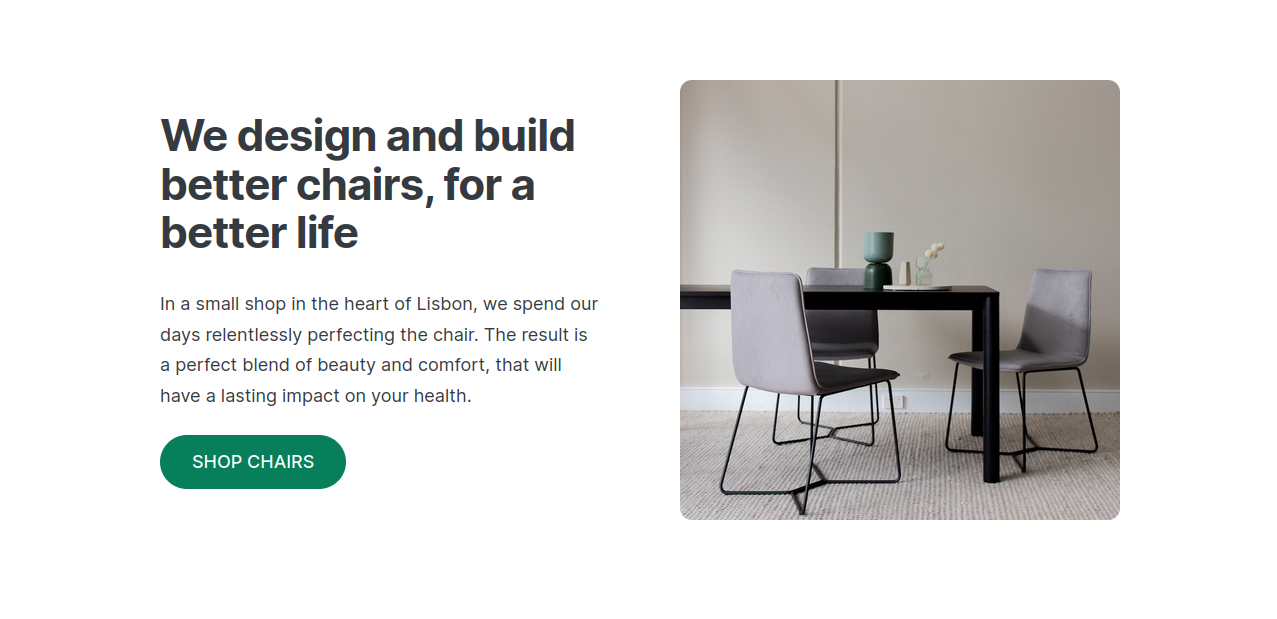 We design and build
better chairs, for a
better life
In a small shop in the heart of Lisbon, we spend our
days relentlessly perfecting the chair. The result is
a perfect blend of beauty and comfort, that will
have a lasting impact on your health.
SHOP CHAIRS